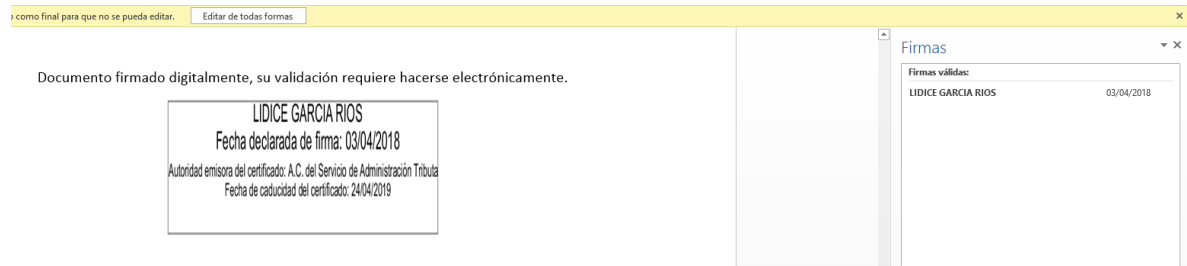 como final para que no se pueda editar. Editar de todas formas
Firmas
Documento firmado digitalmente, su validación requiere hacerse electrónicamente.
Firmas válidas:
LIDICE GARCIA RIOS 03/04/2018
LIDICE GARCIA RIOS
Fecha declarada de firma: 03/04/2018
Autoridad emisora del certificado: A.C. del Servicio de Administración Tributa
Fecha de caducidad del certificado: 24/04/2019